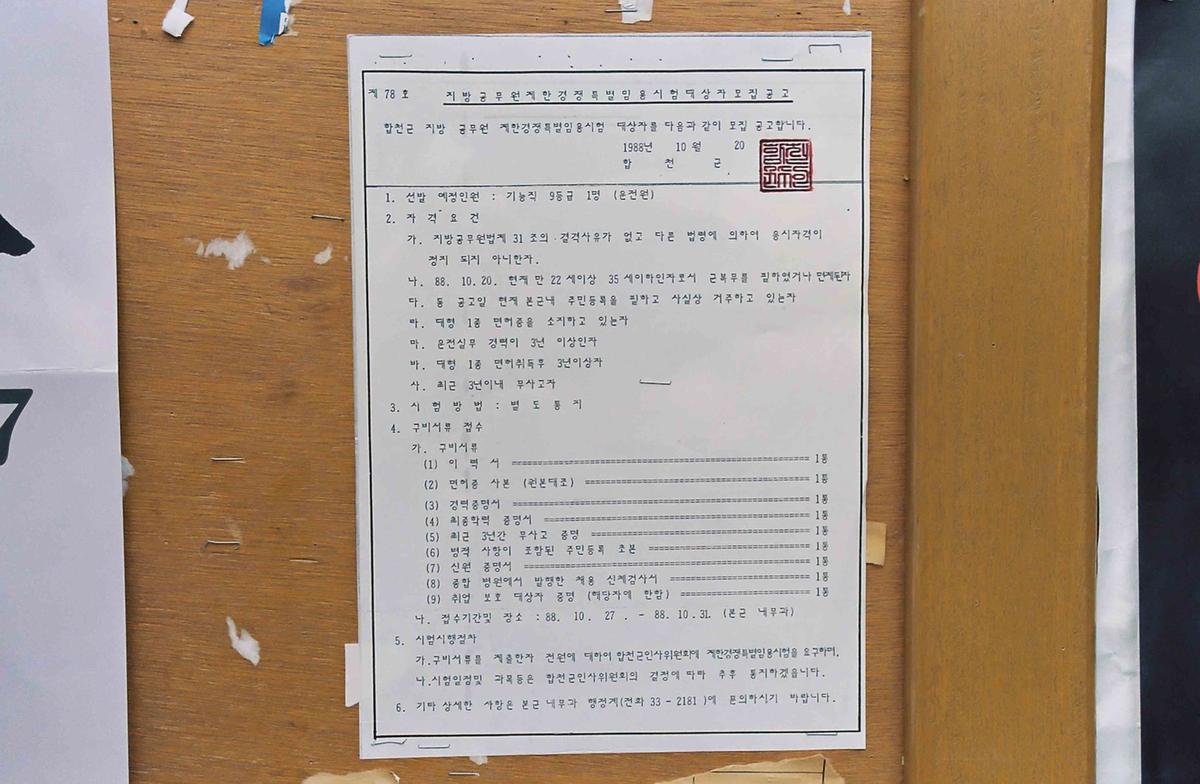 제 78 호 지방공무원제한경쟁특별임용시험대상자모집공고
합천군 지방 공무원 제한경쟁특별임용시험 대상자를 다음과 같이 모집 공고합니다.
1988년 10월 20
합 천 군
1. 선발 예정인원 : 기능직 9등급 1명 (운전원)
2. 자 격 요 건
가. 지방공무원법제 31 조의 결격사유가 없고 다른 법령에 의하여 응시자격이
정지 되지 아니한자.
나. 88. 10. 20. 현재 만 22 세이상 35 세이하인자로서 군복무를 필하였거나 면제된자
다. 동 공고일 현재 본군내 주민등록을 필하고 사실상 거주하고 있는자
바. 대형 1종 면허증을 소지하고 있는자
마. 운전실무 경력이 3년 이상인자
바. 대형 1종 면허취득후 3년이상자
사. 최근 3년이내 무사고자
3. 시 험 방 법 : 별 도 통 지
4. 구비서류 접수
가. 구비서류
(1) 이 력 서 ================ 1통
(2) 면허증 사본 (원본대조) ================ 1통
(3) 경력증명서 ================ 1통
(4) 최종학력 증명서 ================ 1통
(5) 최근 3년간 무사고 증명 ================ 1통
(6) 병적 사항이 포함된 주민등록 초본 ================ 1통
(7) 신원 증명서 ================ 1통
(8) 종합 병원에서 발행한 채용 신체검사서 ================ 1통
(9) 취업 보호 대상자 증명 (해당자에 한함) ================ 1통
나. 접수기간및 장소 : 88. 10. 27. - 88. 10. 31. (본군 내무과)
5. 시험시행절차
가.구비서류를 제출한자 전원에 대하여 합천군인사위원회에 제한경쟁특별임용시험을 요구하며,
나.시험일정및 과목등은 합천군인사위원회의 결정에 따라 추후 통지하겠읍니다.
6. 기타 상세한 사항은 본군 내무과 행정계(전화 33 - 2181 )에 문의하시기 바랍니다.